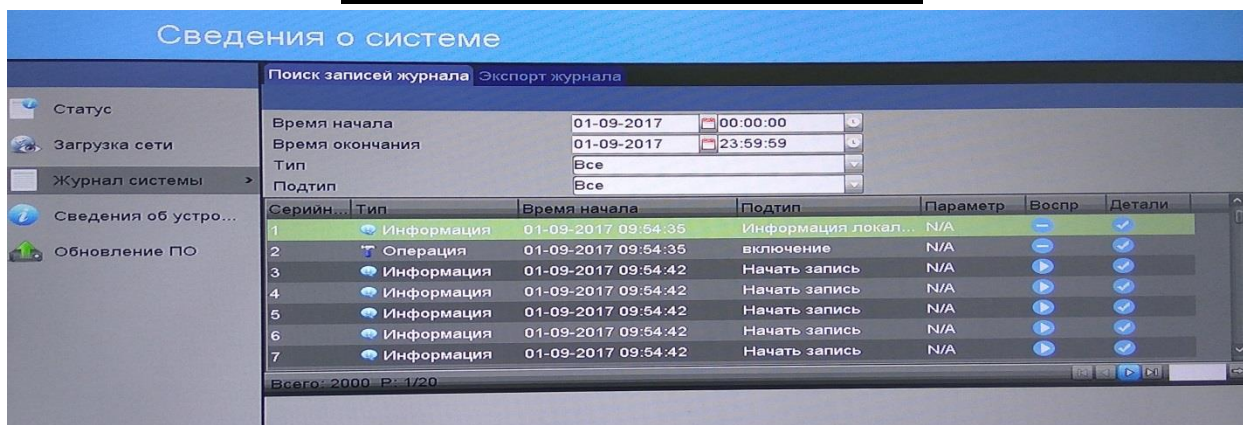 Сведения о системе
Поиск записей журнала Экспорт журнала
Статус
Загрузка сети
Журнал системы >
Сведения об устро...
Обновление ПО
Время начала 01-09-2017 00:00:00
Время окончания 01-09-2017 23:59:59
Тип Все
Подтип Все
Серийн... Тип Время начала Подтип Параметр Воспр Детали
1 Информация 01-09-2017 09:54:35 Информация локал... N/A
2 Операция 01-09-2017 09:54:35 включение N/A
3 Информация 01-09-2017 09:54:42 Начать запись N/A
4 Информация 01-09-2017 09:54:42 Начать запись N/A
5 Информация 01-09-2017 09:54:42 Начать запись N/A
6 Информация 01-09-2017 09:54:42 Начать запись N/A
7 Информация 01-09-2017 09:54:42 Начать запись N/A
Всего: 2000 P: 1/20